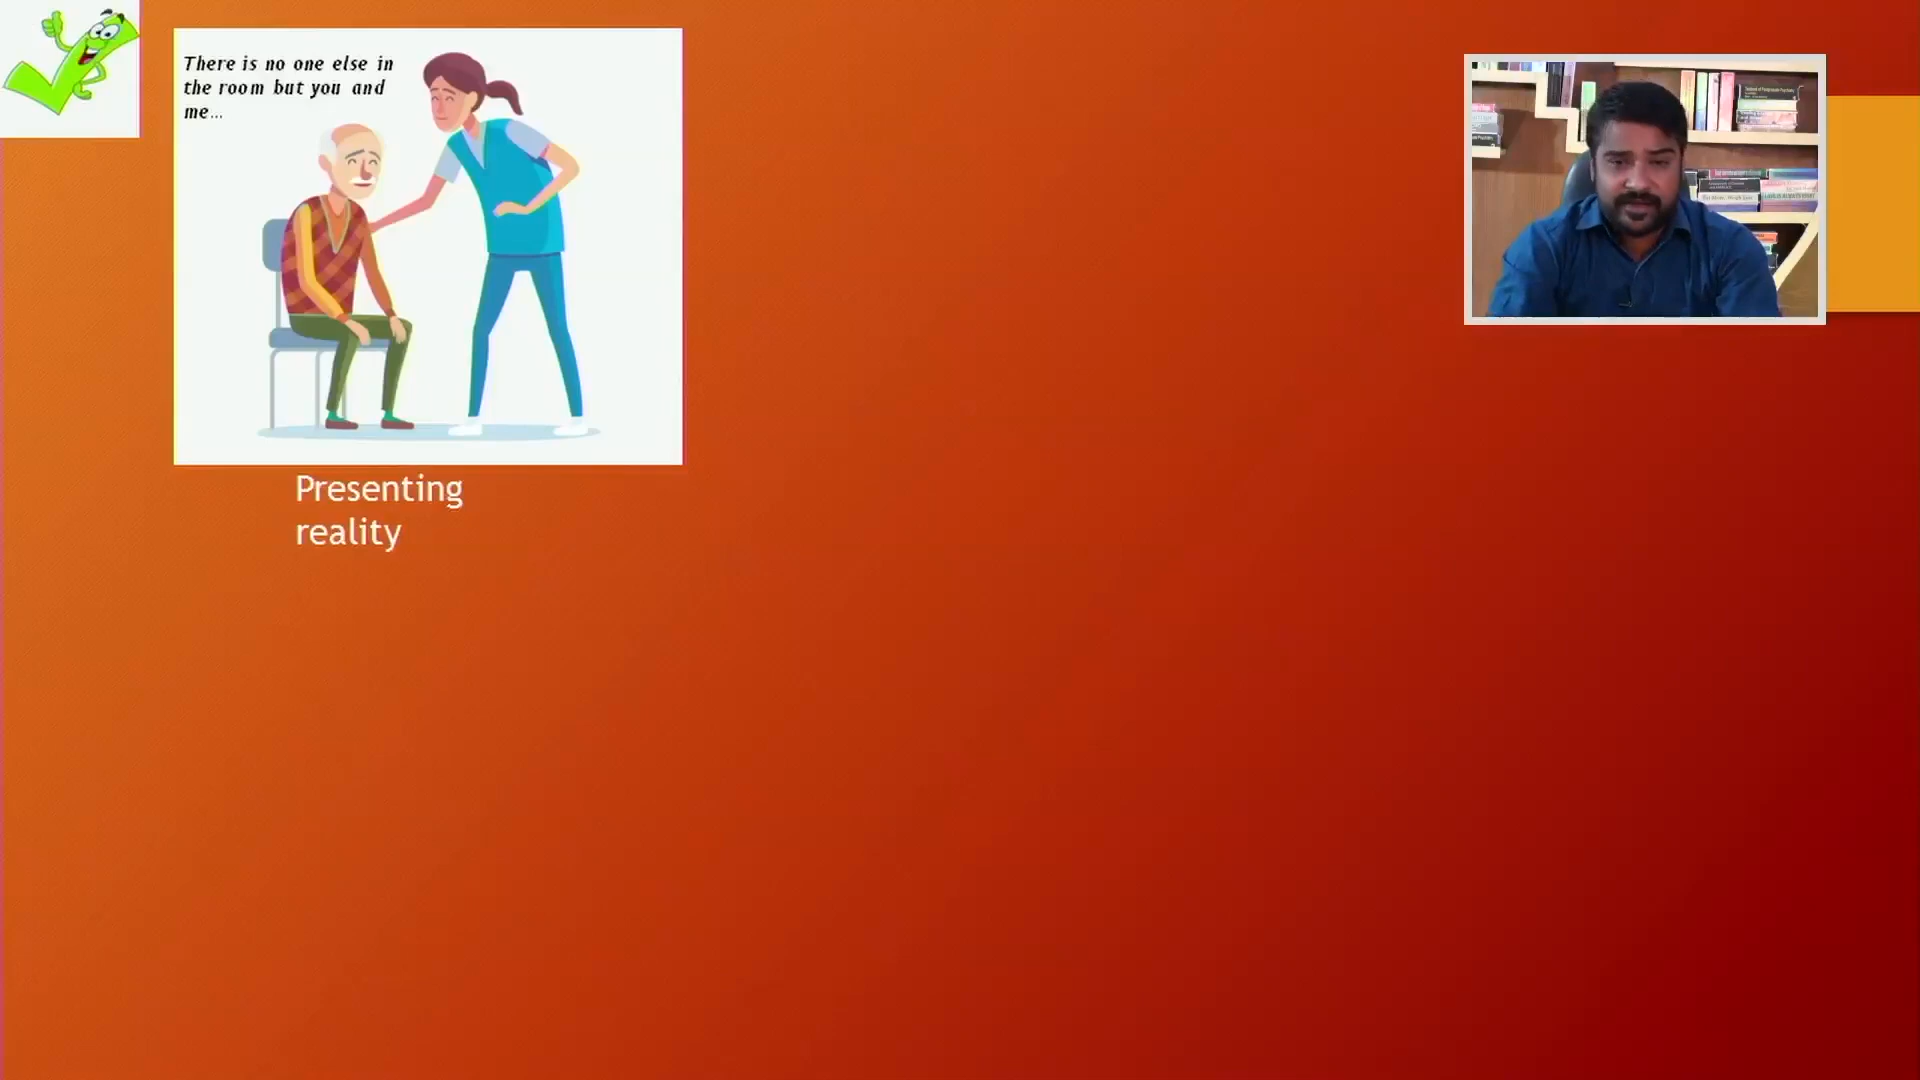 There is no one else in
the room but you and
me...
Presenting
reality